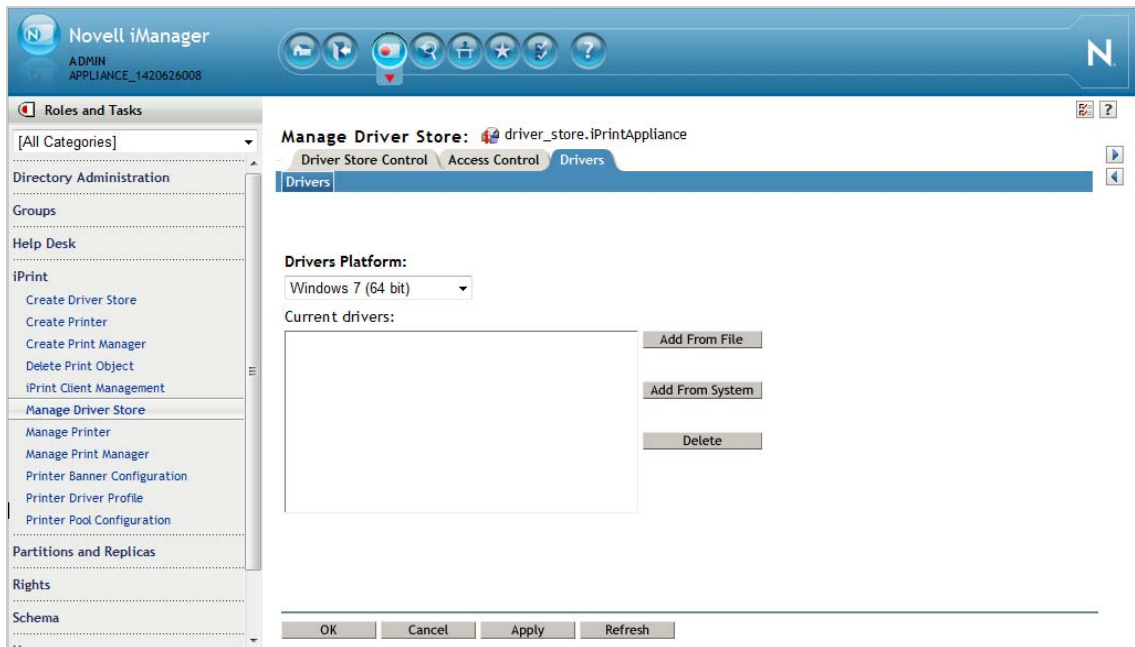 Novell iManager
ADMIN
APPLIANCE_1420626008
N
N
?
Roles and Tasks
[All Categories]
Directory Administration
Groups
Help Desk
iPrint
Create Driver Store
Create Printer
Create Print Manager
Delete Print Object
iPrint Client Management
Manage Driver Store
Manage Printer
Manage Print Manager
Printer Banner Configuration
Printer Driver Profile
Printer Pool Configuration
Partitions and Replicas
Rights
Schema
?
Manage Driver Store: driver_store.iPrintAppliance
Driver Store Control Access Control Drivers
Drivers
Drivers Platform:
Windows 7 (64 bit)
Current drivers:
Add From File
Add From System
Delete
OK Cancel Apply Refresh